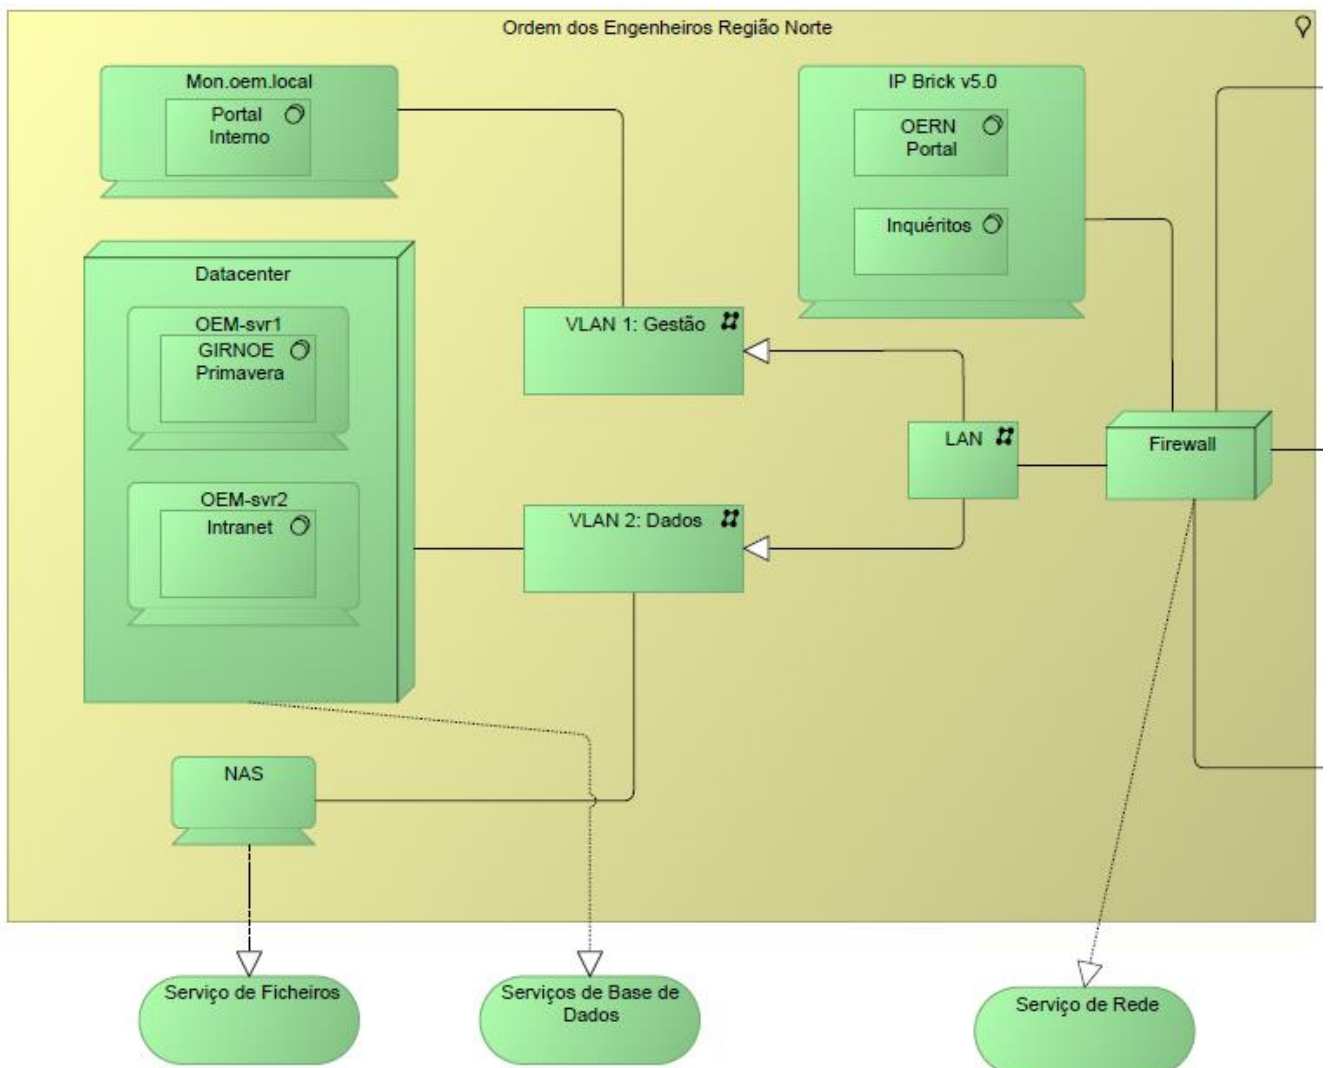 Ordem dos Engenheiros Região Norte
Mon.oem.local
Portal
Interno
IP Brick v5.0
OERN
Portal
Inquéritos
Datacenter
OEM-svr1
GIRNOE
Primavera
OEM-svr2
Intranet
VLAN 1: Gestão
LAN
Firewall
VLAN 2: Dados
NAS
Serviço de Ficheiros
Serviços de Base de
Dados
Serviço de Rede